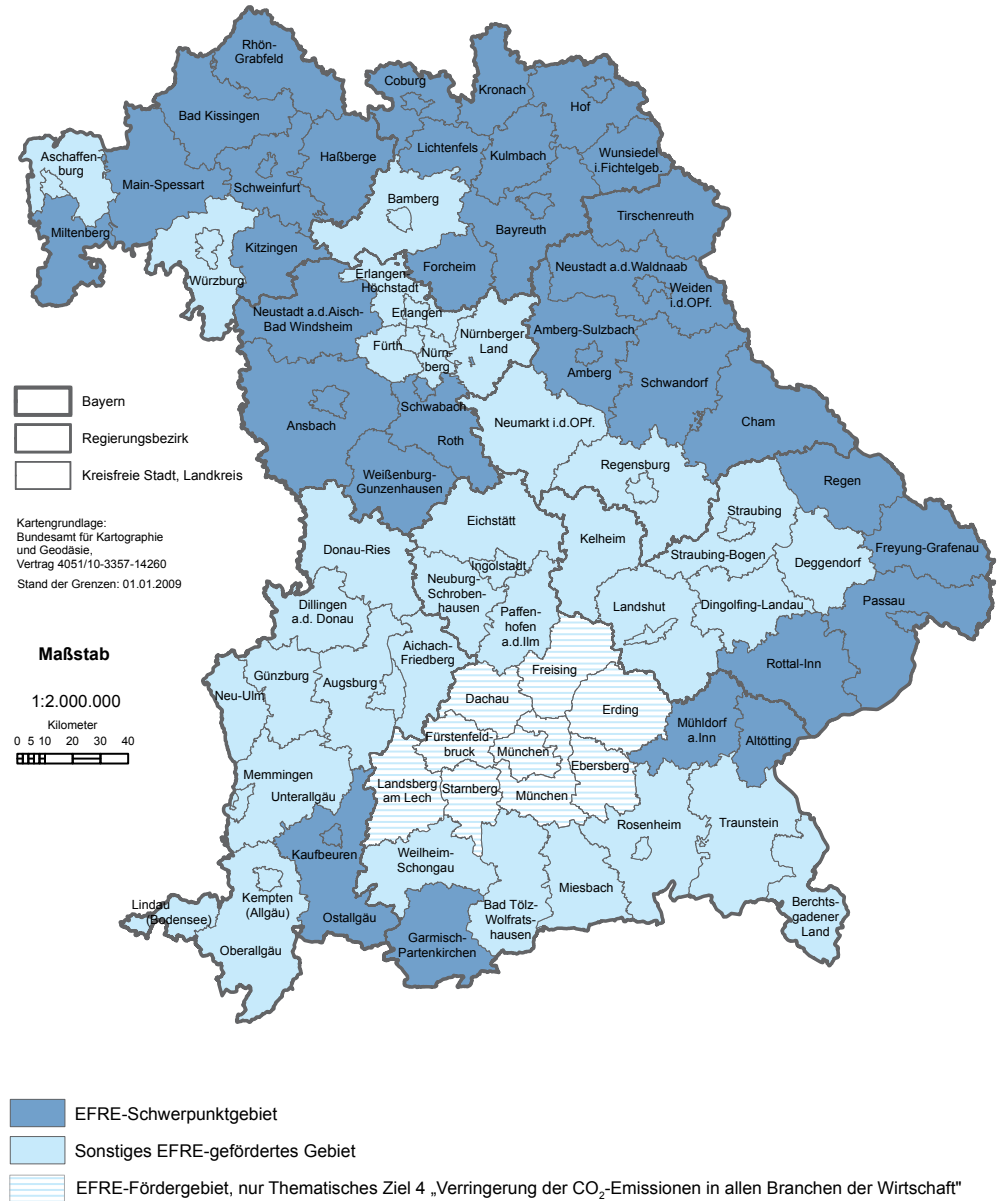 Rhön-
Grabfeld
Coburg
Kronach
Hof
Bad Kissingen
Lichtenfels
Kulmbach
Wunsiedel
i.Fichtelgeb.
Aschaffen-
burg
Haßberge
Main-Spessart
Schweinfurt
Bamberg
Tirschenreuth
Miltenberg
Bayreuth
Kitzingen
Forcheim
Neustadt a.d.Waldnaab
Würzburg
Erlangen-
Höchstadt
Weiden
i.d.OPf.
Neustadt a.d.Aisch-
Bad Windsheim
Erlangen
Nürnberger
Land
Amberg-Sulzbach
Fürth
Nürn-
berg
Amberg
Schwandorf
Bayern
Ansbach
Schwabach
Neumarkt i.d.OPf.
Cham
Regierungsbezirk
Roth
Kreisfreie Stadt, Landkreis
Weißenburg-
Gunzenhausen
Regensburg
Regen
Kartengrundlage:
Bundesamt für Kartographie
und Geodäsie,
Vertrag 4051/10-3357-14260
Stand der Grenzen: 01.01.2009
Eichstätt
Straubing
Donau-Ries
Kelheim
Freyung-Grafenau
Straubing-Bogen
Deggendorf
Ingolstadt
Neuburg-
Schroben-
hausen
Dillingen
a.d. Donau
Paffen-
hofen
a.d.Ilm
Landshut
Dingolfing-Landau
Passau
Aichach-
Friedberg
Maßstab
Günzburg
Augsburg
Freising
Rottal-Inn
1:2.000.000
Neu-Ulm
Dachau
Erding
Kilometer
0 5 10 20 30 40
Mühldorf
a.Inn
Altötting
Fürstenfeld-
bruck
München
Ebersberg
Memmingen
Unterallgäu
Landsberg
am Lech
Starnberg
München
Rosenheim
Traunstein
Kaufbeuren
Weilheim-
Schongau
Miesbach
Kempten
(Allgäu)
Lindau
(Bodensee)
Ostallgäu
Bad Tölz-
Wolfrats-
hausen
Berchts-
gadener
Land
Oberallgäu
Garmisch-
Partenkirchen
EFRE-Schwerpunktgebiet
Sonstiges EFRE-gefördertes Gebiet
EFRE-Fördergebiet, nur Thematisches Ziel 4 „Verringerung der CO₂-Emissionen in allen Branchen der Wirtschaft"